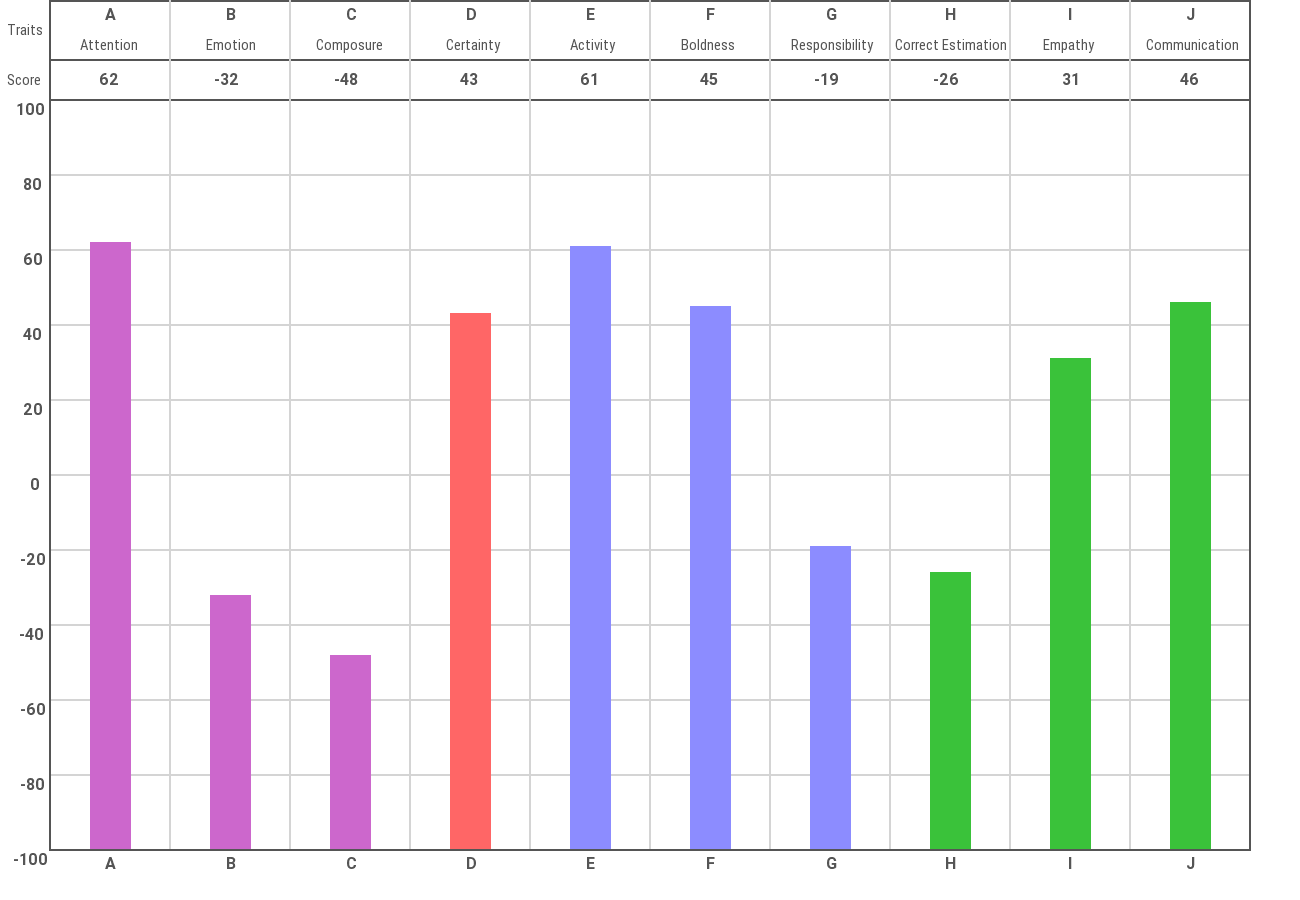 A B C D E F G H I J
Traits
Attention Emotion Composure Certainty Activity Boldness Responsibility Correct Estimation Empathy Communication
Score 62 -32 -48 43 61 45 -19 -26 31 46
100
80
60
40
20
0
-20
-40
-60
-80
-100
A B C D E F G H I J